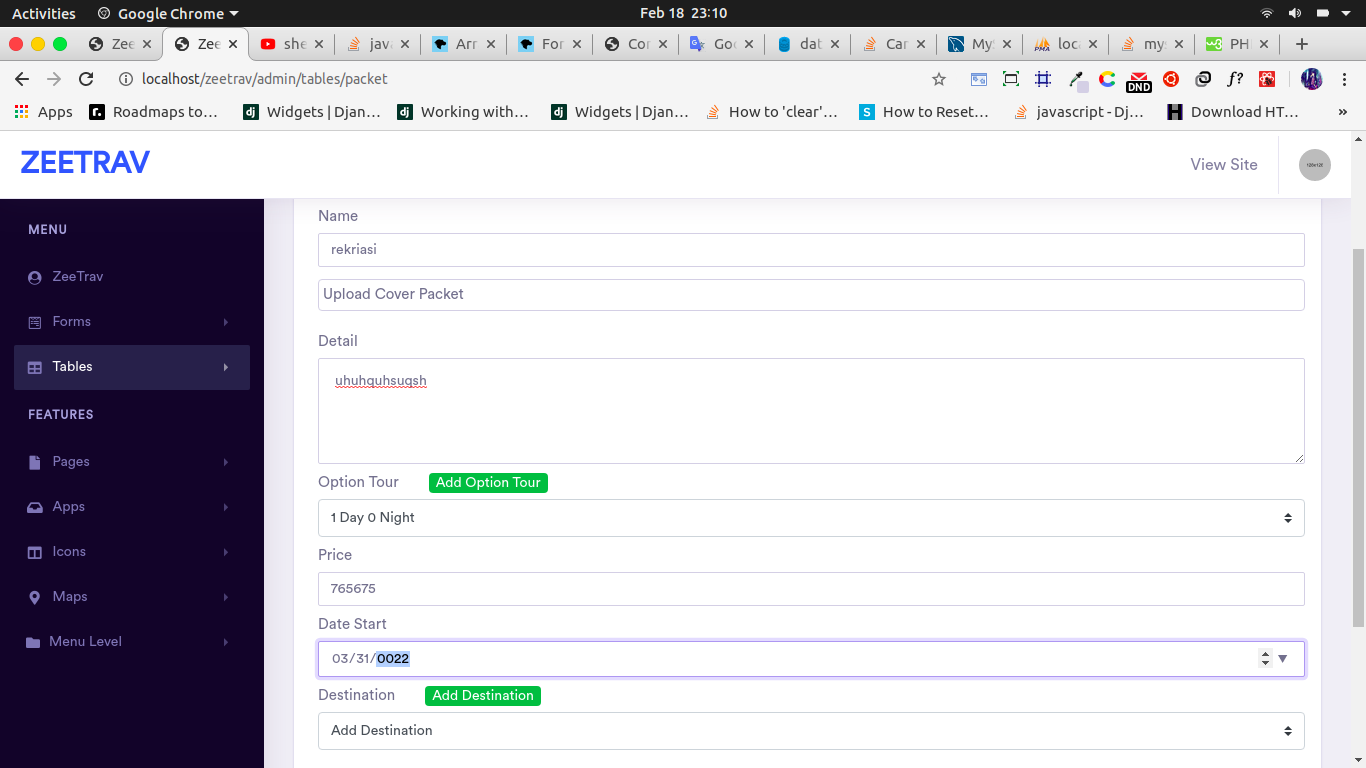 Activities Google Chrome Feb 18 23:10
Zee Zee she java Arr For Cor Goo dat Car My loca mys PH
localhost/zeetrav/admin/tables/packet DND f?
Apps Roadmaps to... Widgets | Djan... Working with... Widgets | Djan... How to 'clear'... How to Reset... javascript - Dj... Download HT... »
ZEETRAV View Site
MENU
ZeeTrav
Forms
Tables
FEATURES
Pages
Apps
Icons
Maps
Menu Level
Name
rekriasi
Upload Cover Packet
Detail
uhuhguhsugsh
Option Tour Add Option Tour
1 Day 0 Night
Price
765675
Date Start
03/31/0022
Destination Add Destination
Add Destination